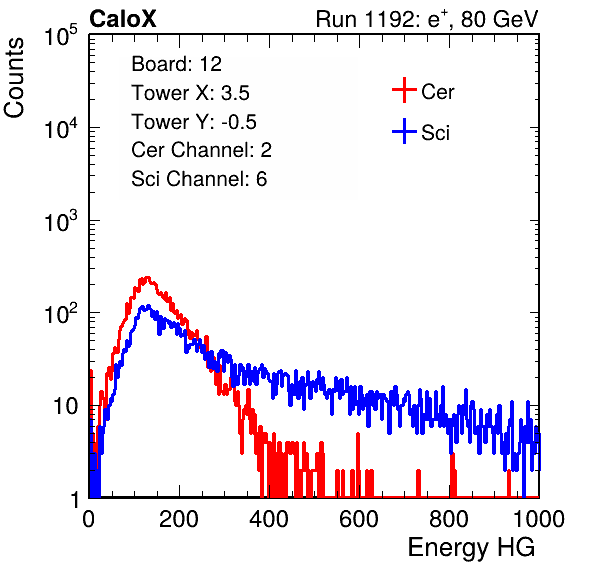 CaloX Run 1192: e⁺, 80 GeV
Counts
Board: 12
Tower X: 3.5
Tower Y: -0.5
Cer Channel: 2
Sci Channel: 6
Cer
Sci
10⁵
10⁴
10³
10²
10
1
0 200 400 600 800 1000
Energy HG